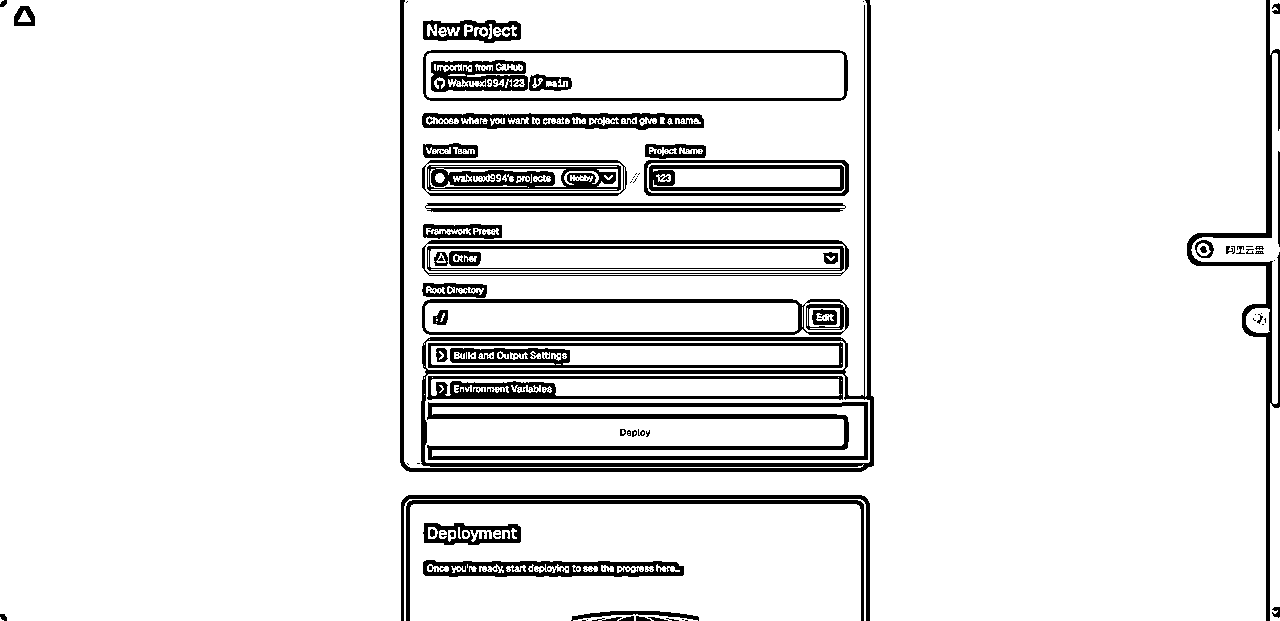 New Project
Importing from GitHub
Waixuexi994/123 main
Choose where you want to create the project and give it a name.
Vercel Team
Project Name
waixuexi994's projects Hobby
/
123
Framework Preset
Other
Root Directory
./
Edit
Build and Output Settings
Environment Variables
Deploy
阿里云盘
Deployment
Once you're ready, start deploying to see the progress here...